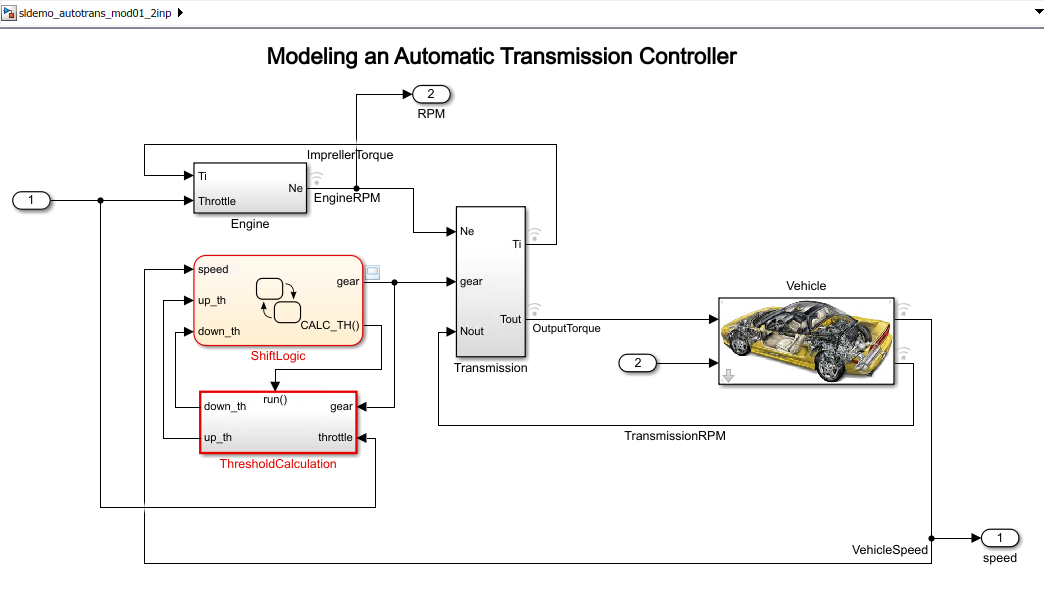 sldemo_autotrans_mod01_2inp
Modeling an Automatic Transmission Controller
2
RPM
ImprellerTorque
Ti
Ne
Throttle
EngineRPM
Engine
1
Ne
Ti
gear
Tout
Nout
OutputTorque
Transmission
speed
gear
up_th
CALC_TH()
down_th
ShiftLogic
run()
down_th
gear
up_th
throttle
ThresholdCalculation
Vehicle
2
TransmissionRPM
VehicleSpeed
1
speed